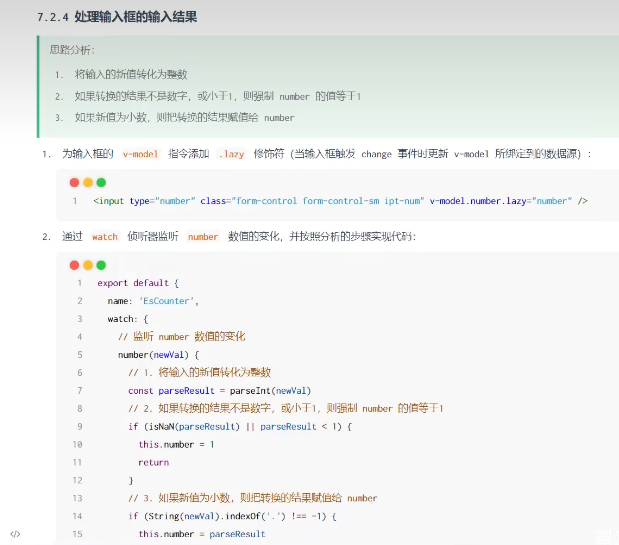 7.2.4 处理输入框的输入结果
思路分析：
1. 将输入的新值转化为整数
2. 如果转换的结果不是数字，或小于1，则强制 number 的值等于1
3. 如果新值为小数，则把转换的结果赋值给 number
1. 为输入框的 v-model 指令添加 .lazy 修饰符（当输入框触发 change 事件时更新 v-model 所绑定到的数据源）：
1 <input type="number" class="form-control form-control-sm ipt-num" v-model.number.lazy="number" />
2. 通过 watch 侦听器监听 number 数值的变化，并按照分析的步骤实现代码：
1 export default {
2 name: 'EsCounter',
3 watch: {
4 // 监听 number 数值的变化
5 number(newVal) {
6 // 1. 将输入的新值转化为整数
7 const parseResult = parseInt(newVal)
8 // 2. 如果转换的结果不是数字，或小于1，则强制 number 的值等于1
9 if (isNaN(parseResult) || parseResult < 1) {
10 this.number = 1
11 return
12 }
13 // 3. 如果新值为小数，则把转换的结果赋值给 number
14 if (String(newVal).indexOf('.') !== -1) {
15 this.number = parseResult
</>